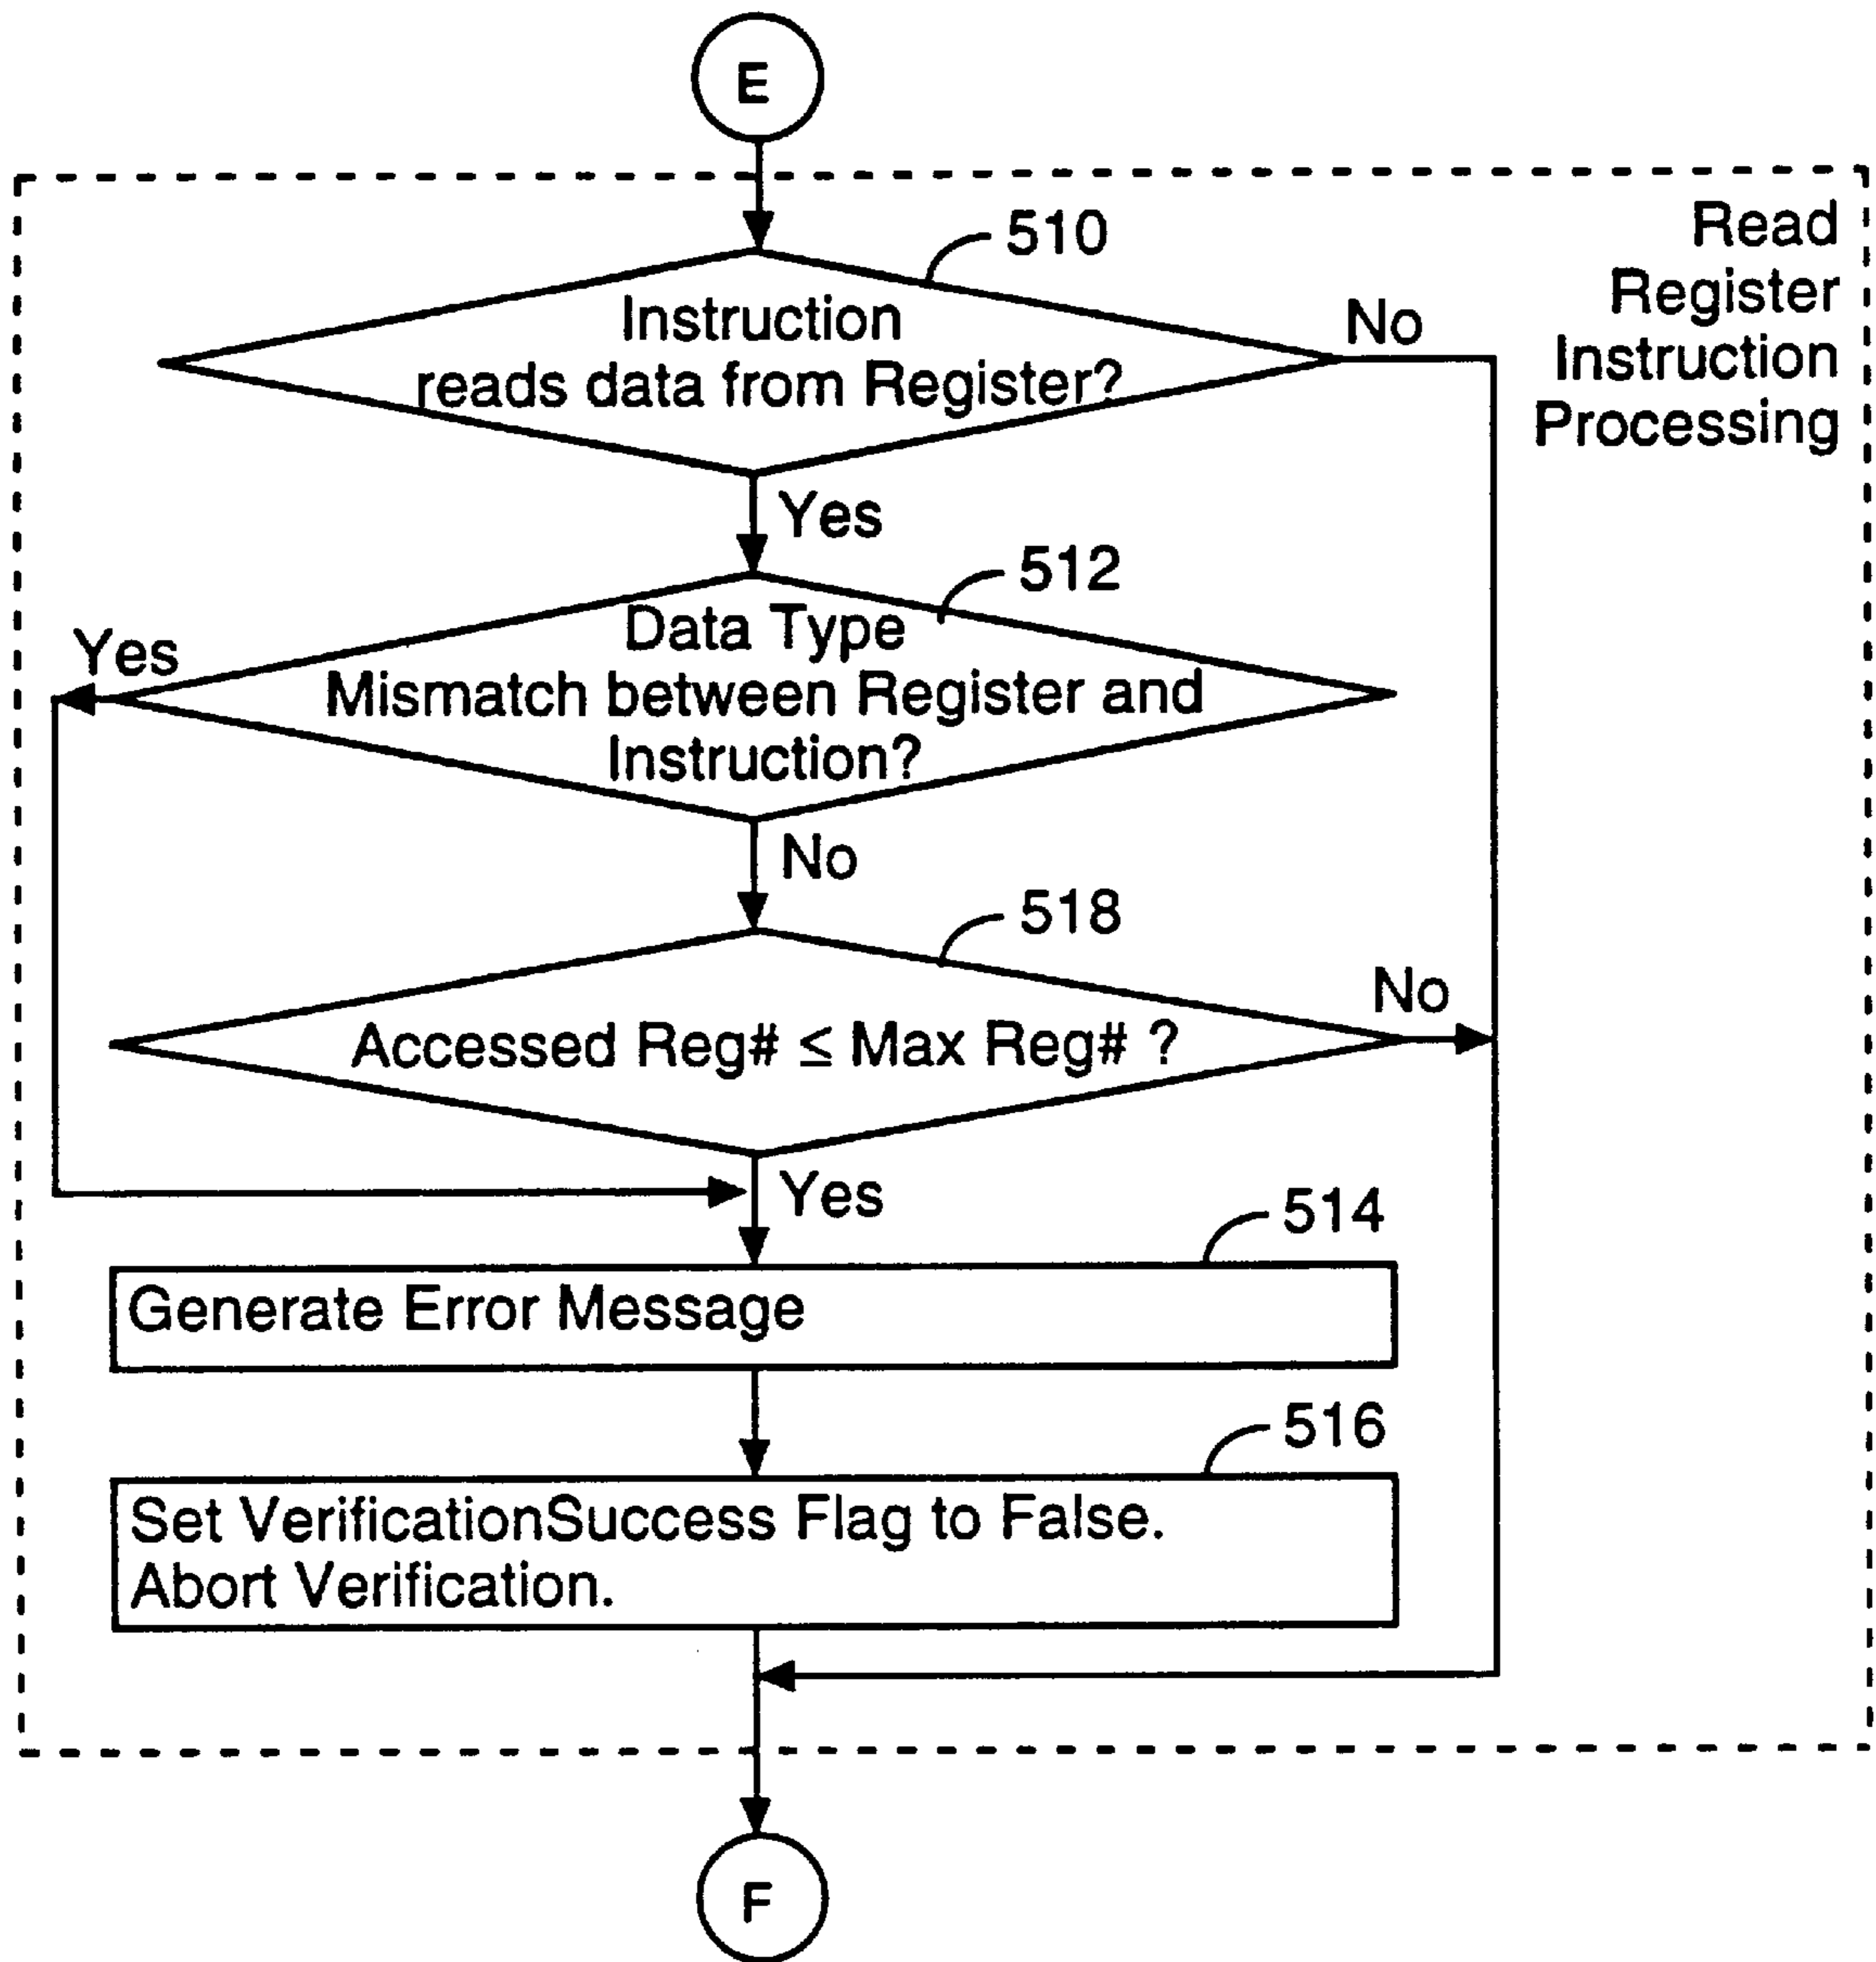 E
Read
Register
Instruction
Processing
510
Instruction
reads data from Register?
No
Yes
512
Data Type
Mismatch between Register and
Instruction?
Yes
No
518
Accessed Reg# ≤ Max Reg# ?
No
Yes
514
Generate Error Message
516
Set VerificationSuccess Flag to False.
Abort Verification.
F